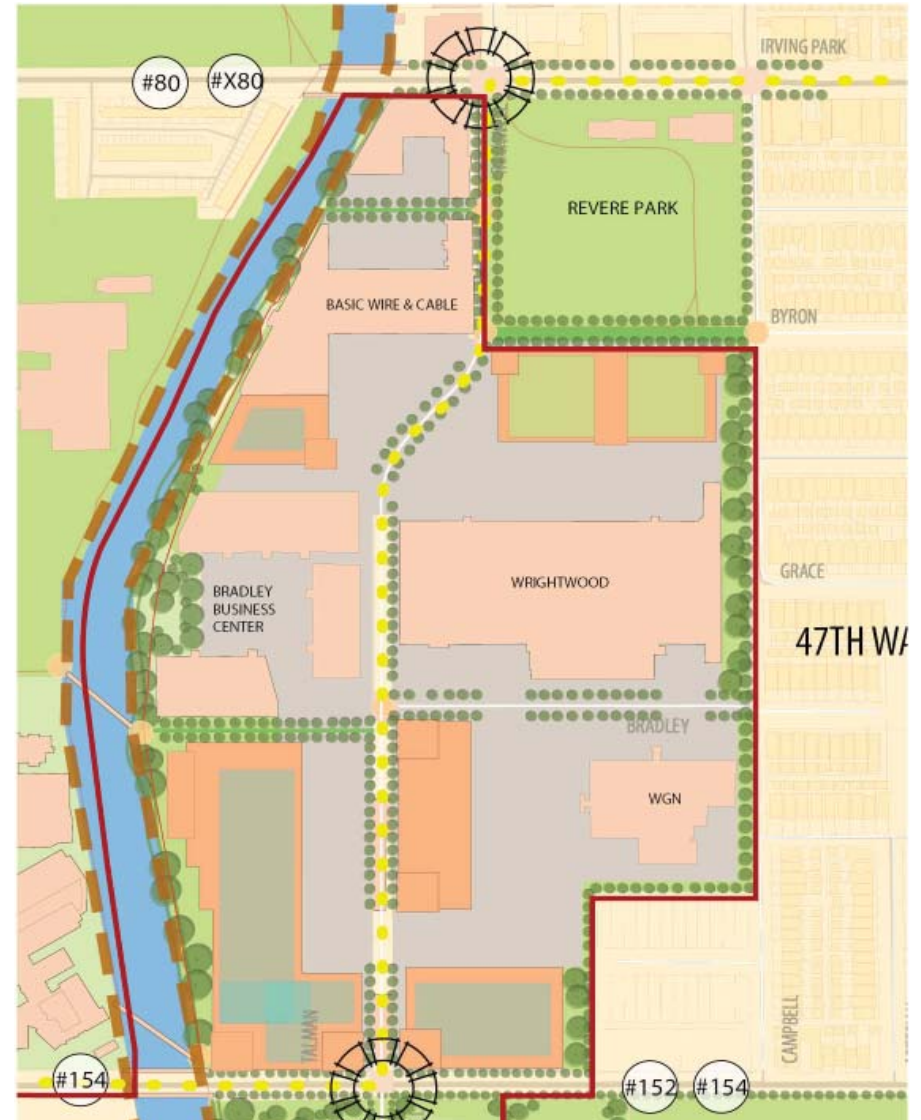 IRVING PARK
#80
#X80
REVERE PARK
BASIC WIRE & CABLE
BYRON
GRACE
WRIGHTWOOD
BRADLEY
BUSINESS
CENTER
47TH WA
BRADLEY
WGN
CAMPBELL
TALMAN
#154
#152
#154